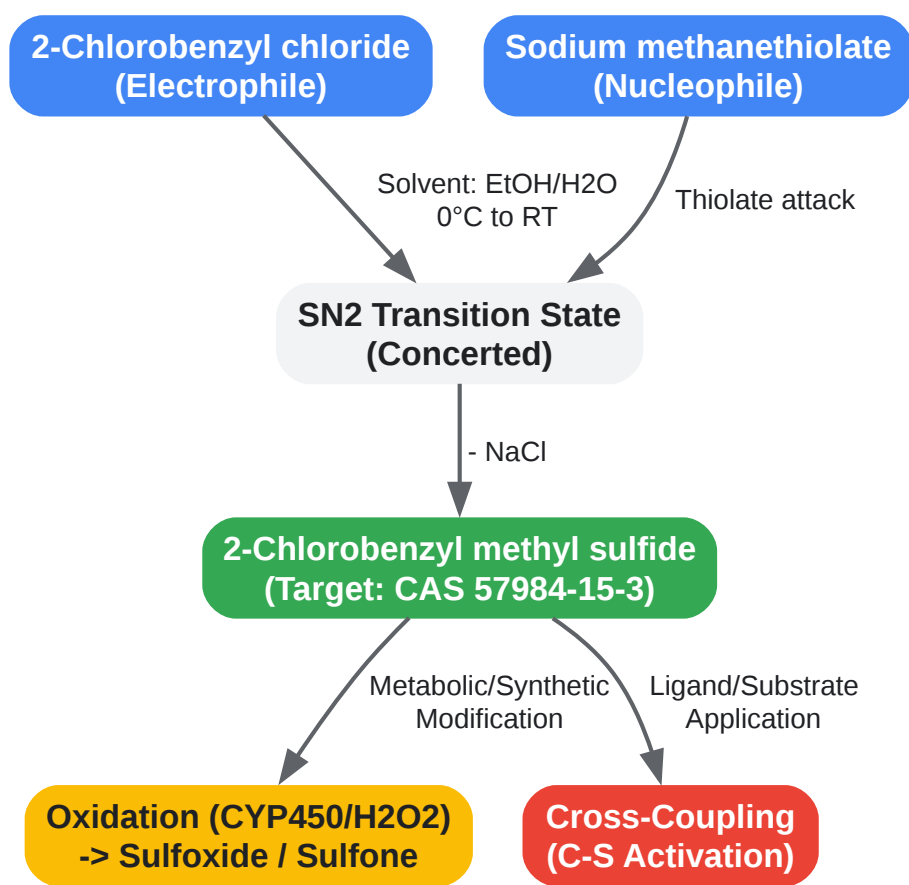 2-Chlorobenzyl chloride
(Electrophile)
Sodium methanethiolate
(Nucleophile)
Solvent: EtOH/H2O
0°C to RT
Thiolate attack
SN2 Transition State
(Concerted)
- NaCl
2-Chlorobenzyl methyl sulfide
(Target: CAS 57984-15-3)
Metabolic/Synthetic
Modification
Ligand/Substrate
Application
Oxidation (CYP450/H2O2)
-> Sulfoxide / Sulfone
Cross-Coupling
(C-S Activation)